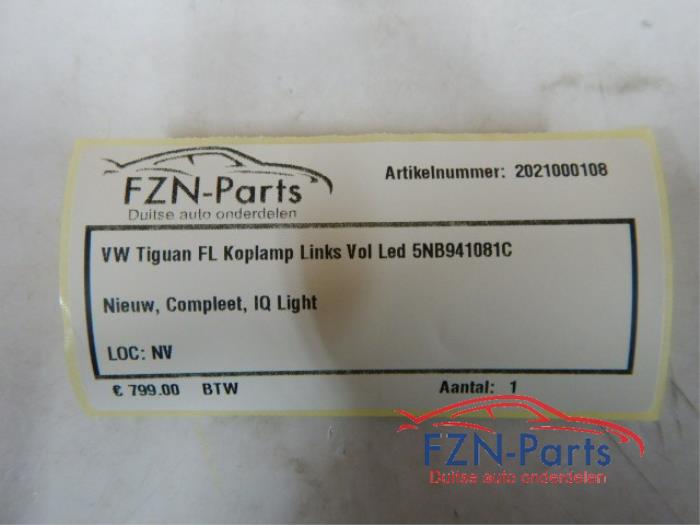 FZN-Parts
Duitse auto onderdelen
Artikelnummer: 2021000108
VW Tiguan FL Koplamp Links Vol Led 5NB941081C
Nieuw, Compleet, IQ Light
LOC: NV
€ 799.00 BTW
Aantal: 1
FZN-Parts
Duitse auto onderdelen